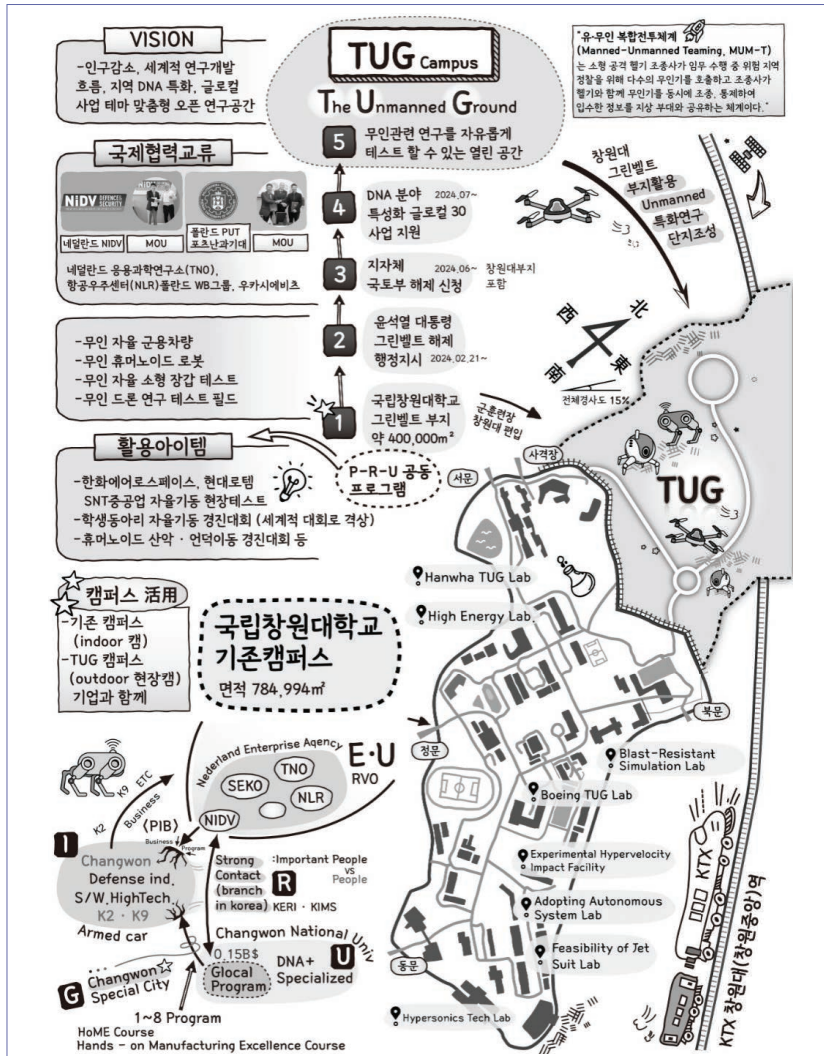 VISION
-인구감소, 세계적 연구개발
흐름, 지역 DNA 특화, 글로컬
사업 테마 맞춤형 오픈 연구공간
TUG Campus
The Unmanned Ground
5
무인관련 연구를 자유롭게
테스트 할 수 있는 열린 공간
"유·무인 복합전투체계
(Manned-Unmanned Teaming, MUM-T)
는 소형 공격 헬기 조종사가 임무 수행 중 위험 지역
정찰을 위해 다수의 무인기를 호출하고 조종사가
헬기와 함께 무인기를 동시에 조종, 통제하여
입수한 정보를 지상 부대와 공유하는 체계이다."
국제협력교류
NIDV
네덜란드 NIDV
MOU
폴란드 PUT
포츠난과기대
MOU
네덜란드 응용과학연구소(TNO),
항공우주센터(NLR)폴란드 WB그룹, 우카시에비츠
4
DNA 분야 2024.07~
특성화 글로컬 30
사업 지원
3
지자체 2024.06~
국토부 해제 신청
창원대부지
포함
2
윤석열 대통령
그린벨트 해제
행정지시 2024.02.21~
1
국립창원대학교
그린벨트 부지
약 400,000m²
창원대
그린벨트
부지활용
Unmanned
특화연구
단지조성
西
北
南
東
전체경사도 15%
-무인 자율 군용차량
-무인 휴머노이드 로봇
-무인 자율 소형 장갑 테스트
-무인 드론 연구 테스트 필드
군훈련장
창원대 편입
활용아이템
-한화에어로스페이스, 현대로템
SNT중공업 자율기동 현장테스트
-학생동아리 자율기동 경진대회 (세계적 대회로 격상)
-휴머노이드 산악 · 언덕이동 경진대회 등
P-R-U 공동
프로그램
서문
사격장
TUG
Hanwha TUG Lab
High Energy Lab.
캠퍼스 活用
-기존 캠퍼스
(indoor 캠)
-TUG 캠퍼스
(outdoor 현장캠)
기업과 함께
국립창원대학교
기존캠퍼스
면적 784,994㎡
정문
북문
Blast-Resistant
Simulation Lab
Boeing TUG Lab
Experimental Hypervelocity
Impact Facility
Adopting Autonomous
System Lab
Feasibility of Jet
Suit Lab
동문
Hypersonics Tech Lab
KTX
KTX 창원대(창원중앙)역
Nederland Enterprise Agency
E·U
RVO
TNO
SEKO
NLR
NIDV
K2 K9 ETC
Business
(PIB)
Business
Program
I
Changwon
Defense ind.
S/W.HighTech.
K2 · K9
Armed car
Strong
Contact
(branch
in korea)
:Important People
vs
People
R
KERI · KIMS
Changwon National Univ
0.15B$
Glocal
Program
DNA+
Specialized
U
G
Changwon
Special City
1~8 Program
HoME Course
Hands - on Manufacturing Excellence Course